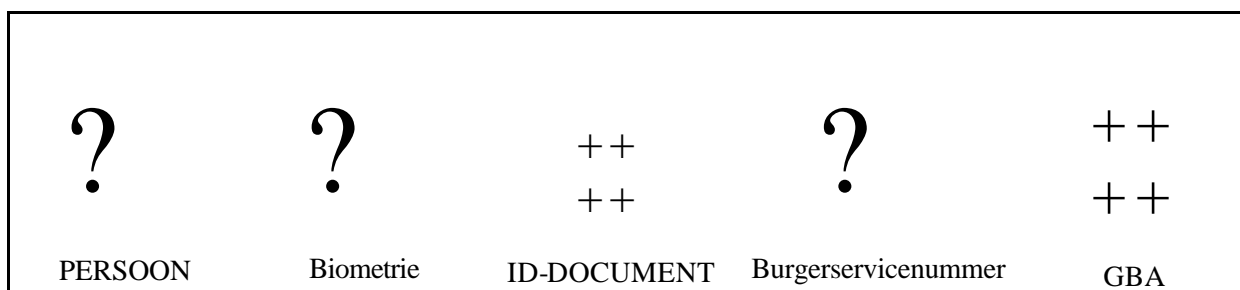 ? ? ++ ? ++
++ ++
PERSOON Biometrie ID-DOCUMENT Burgerservicenummer GBA